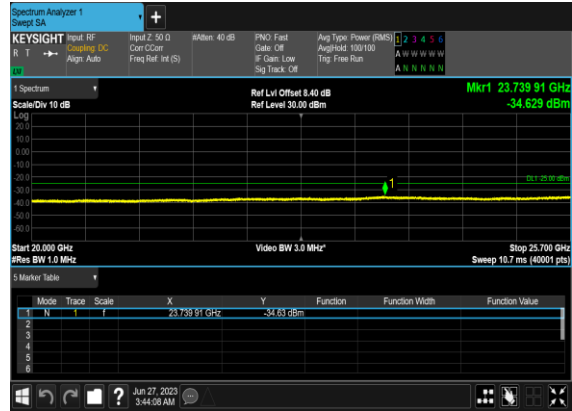 Spectrum Analyzer 1
Swept SA
+
KEYSIGHT Input: RF Input Z: 50 Ω #Atten: 40 dB PNO: Fast Avg Type: Power (RMS) 1 2 3 4 5 6
R T Coupling: DC Corr CCorr Gate: Off Avg|Hold: 100/100 A W W W W W
Align: Auto Freq Ref: Int (S) IF Gain: Low Trig: Free Run
Sig Track: Off A N N N N N
1 Spectrum Ref Lvl Offset 8.40 dB Mkr1 23.739 91 GHz
Scale/Div 10 dB Ref Level 30.00 dBm -34.629 dBm
Log
20.0
10.0
0.00
-10.0
-20.0
-30.0
-40.0
-50.0
-60.0
1
DL1 -25.00 dBm
Start 20.000 GHz Video BW 3.0 MHz* Stop 25.700 GHz
#Res BW 1.0 MHz Sweep 10.7 ms (40001 pts)
5 Marker Table
Mode Trace Scale X Y Function Function Width Function Value
1 N 1 f 23.739 91 GHz -34.63 dBm
2
3
4
5
6
? Jun 27, 2023
3:44:08 AM